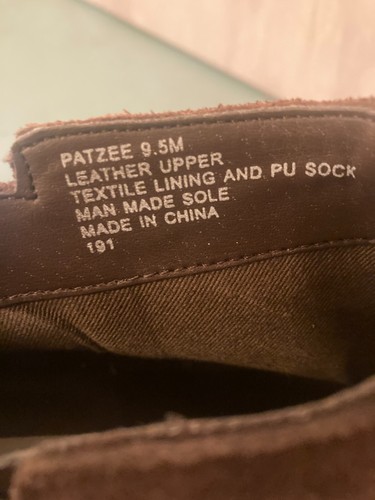 PATZEE 9.5M
LEATHER UPPER
TEXTILE LINING AND PU SOCK
MAN MADE SOLE
MADE IN CHINA
191